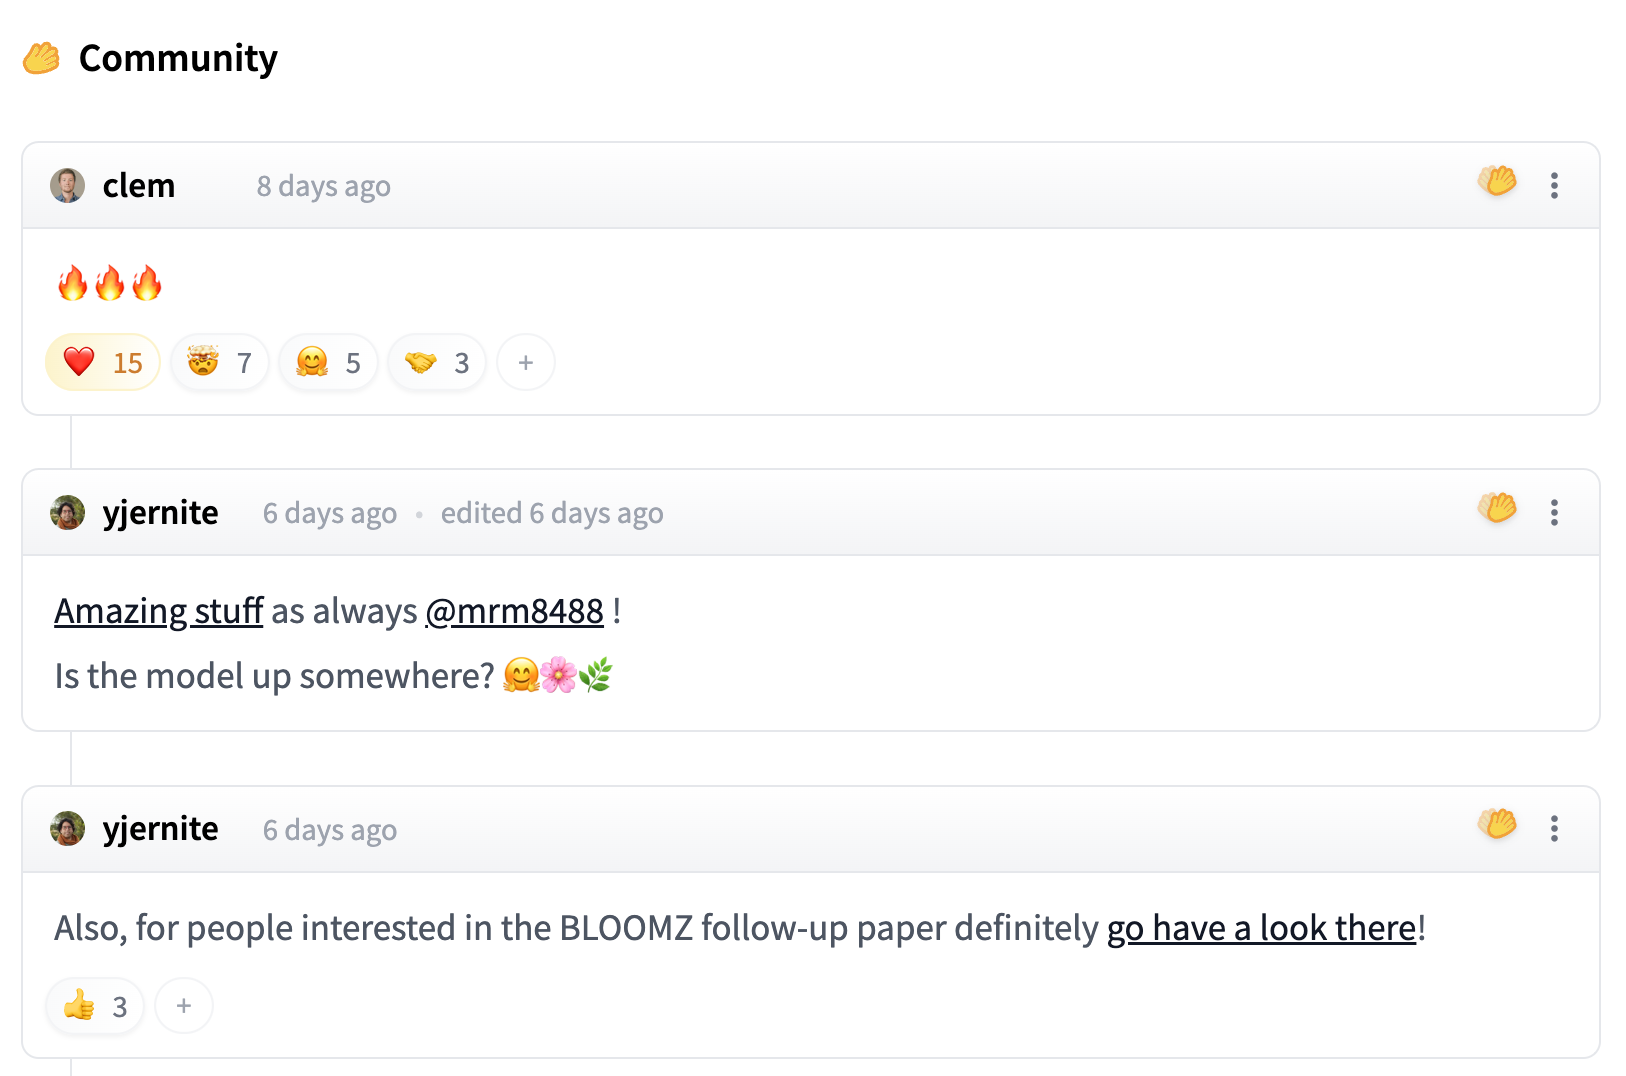 👏 Community
clem 8 days ago
🔥🔥🔥
❤️ 15 🤯 7 🤗 5 🤝 3 +
yjernite 6 days ago • edited 6 days ago
Amazing stuff as always @mrm8488 !
Is the model up somewhere? 🤗🌸🌿
yjernite 6 days ago
Also, for people interested in the BLOOMZ follow-up paper definitely go have a look there!
👍 3 +